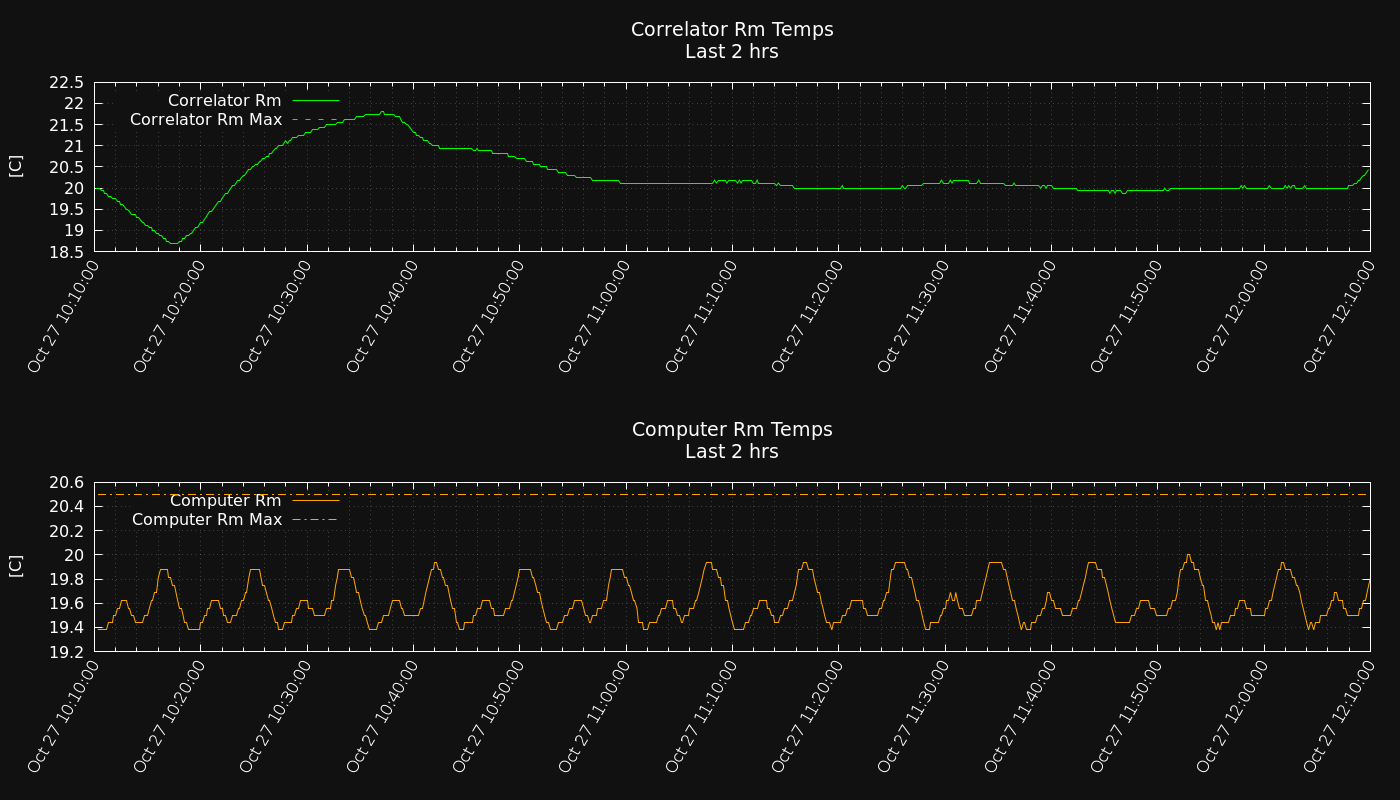 Correlator Rm Temps
Last 2 hrs
22.5
22
21.5
21
20.5
20
19.5
19
18.5
[C]
Correlator Rm
Correlator Rm Max
Oct 27 10:10:00
Oct 27 10:20:00
Oct 27 10:30:00
Oct 27 10:40:00
Oct 27 10:50:00
Oct 27 11:00:00
Oct 27 11:10:00
Oct 27 11:20:00
Oct 27 11:30:00
Oct 27 11:40:00
Oct 27 11:50:00
Oct 27 12:00:00
Oct 27 12:10:00
Computer Rm Temps
Last 2 hrs
20.6
20.4
20.2
20
19.8
19.6
19.4
19.2
[C]
Computer Rm
Computer Rm Max
Oct 27 10:10:00
Oct 27 10:20:00
Oct 27 10:30:00
Oct 27 10:40:00
Oct 27 10:50:00
Oct 27 11:00:00
Oct 27 11:10:00
Oct 27 11:20:00
Oct 27 11:30:00
Oct 27 11:40:00
Oct 27 11:50:00
Oct 27 12:00:00
Oct 27 12:10:00